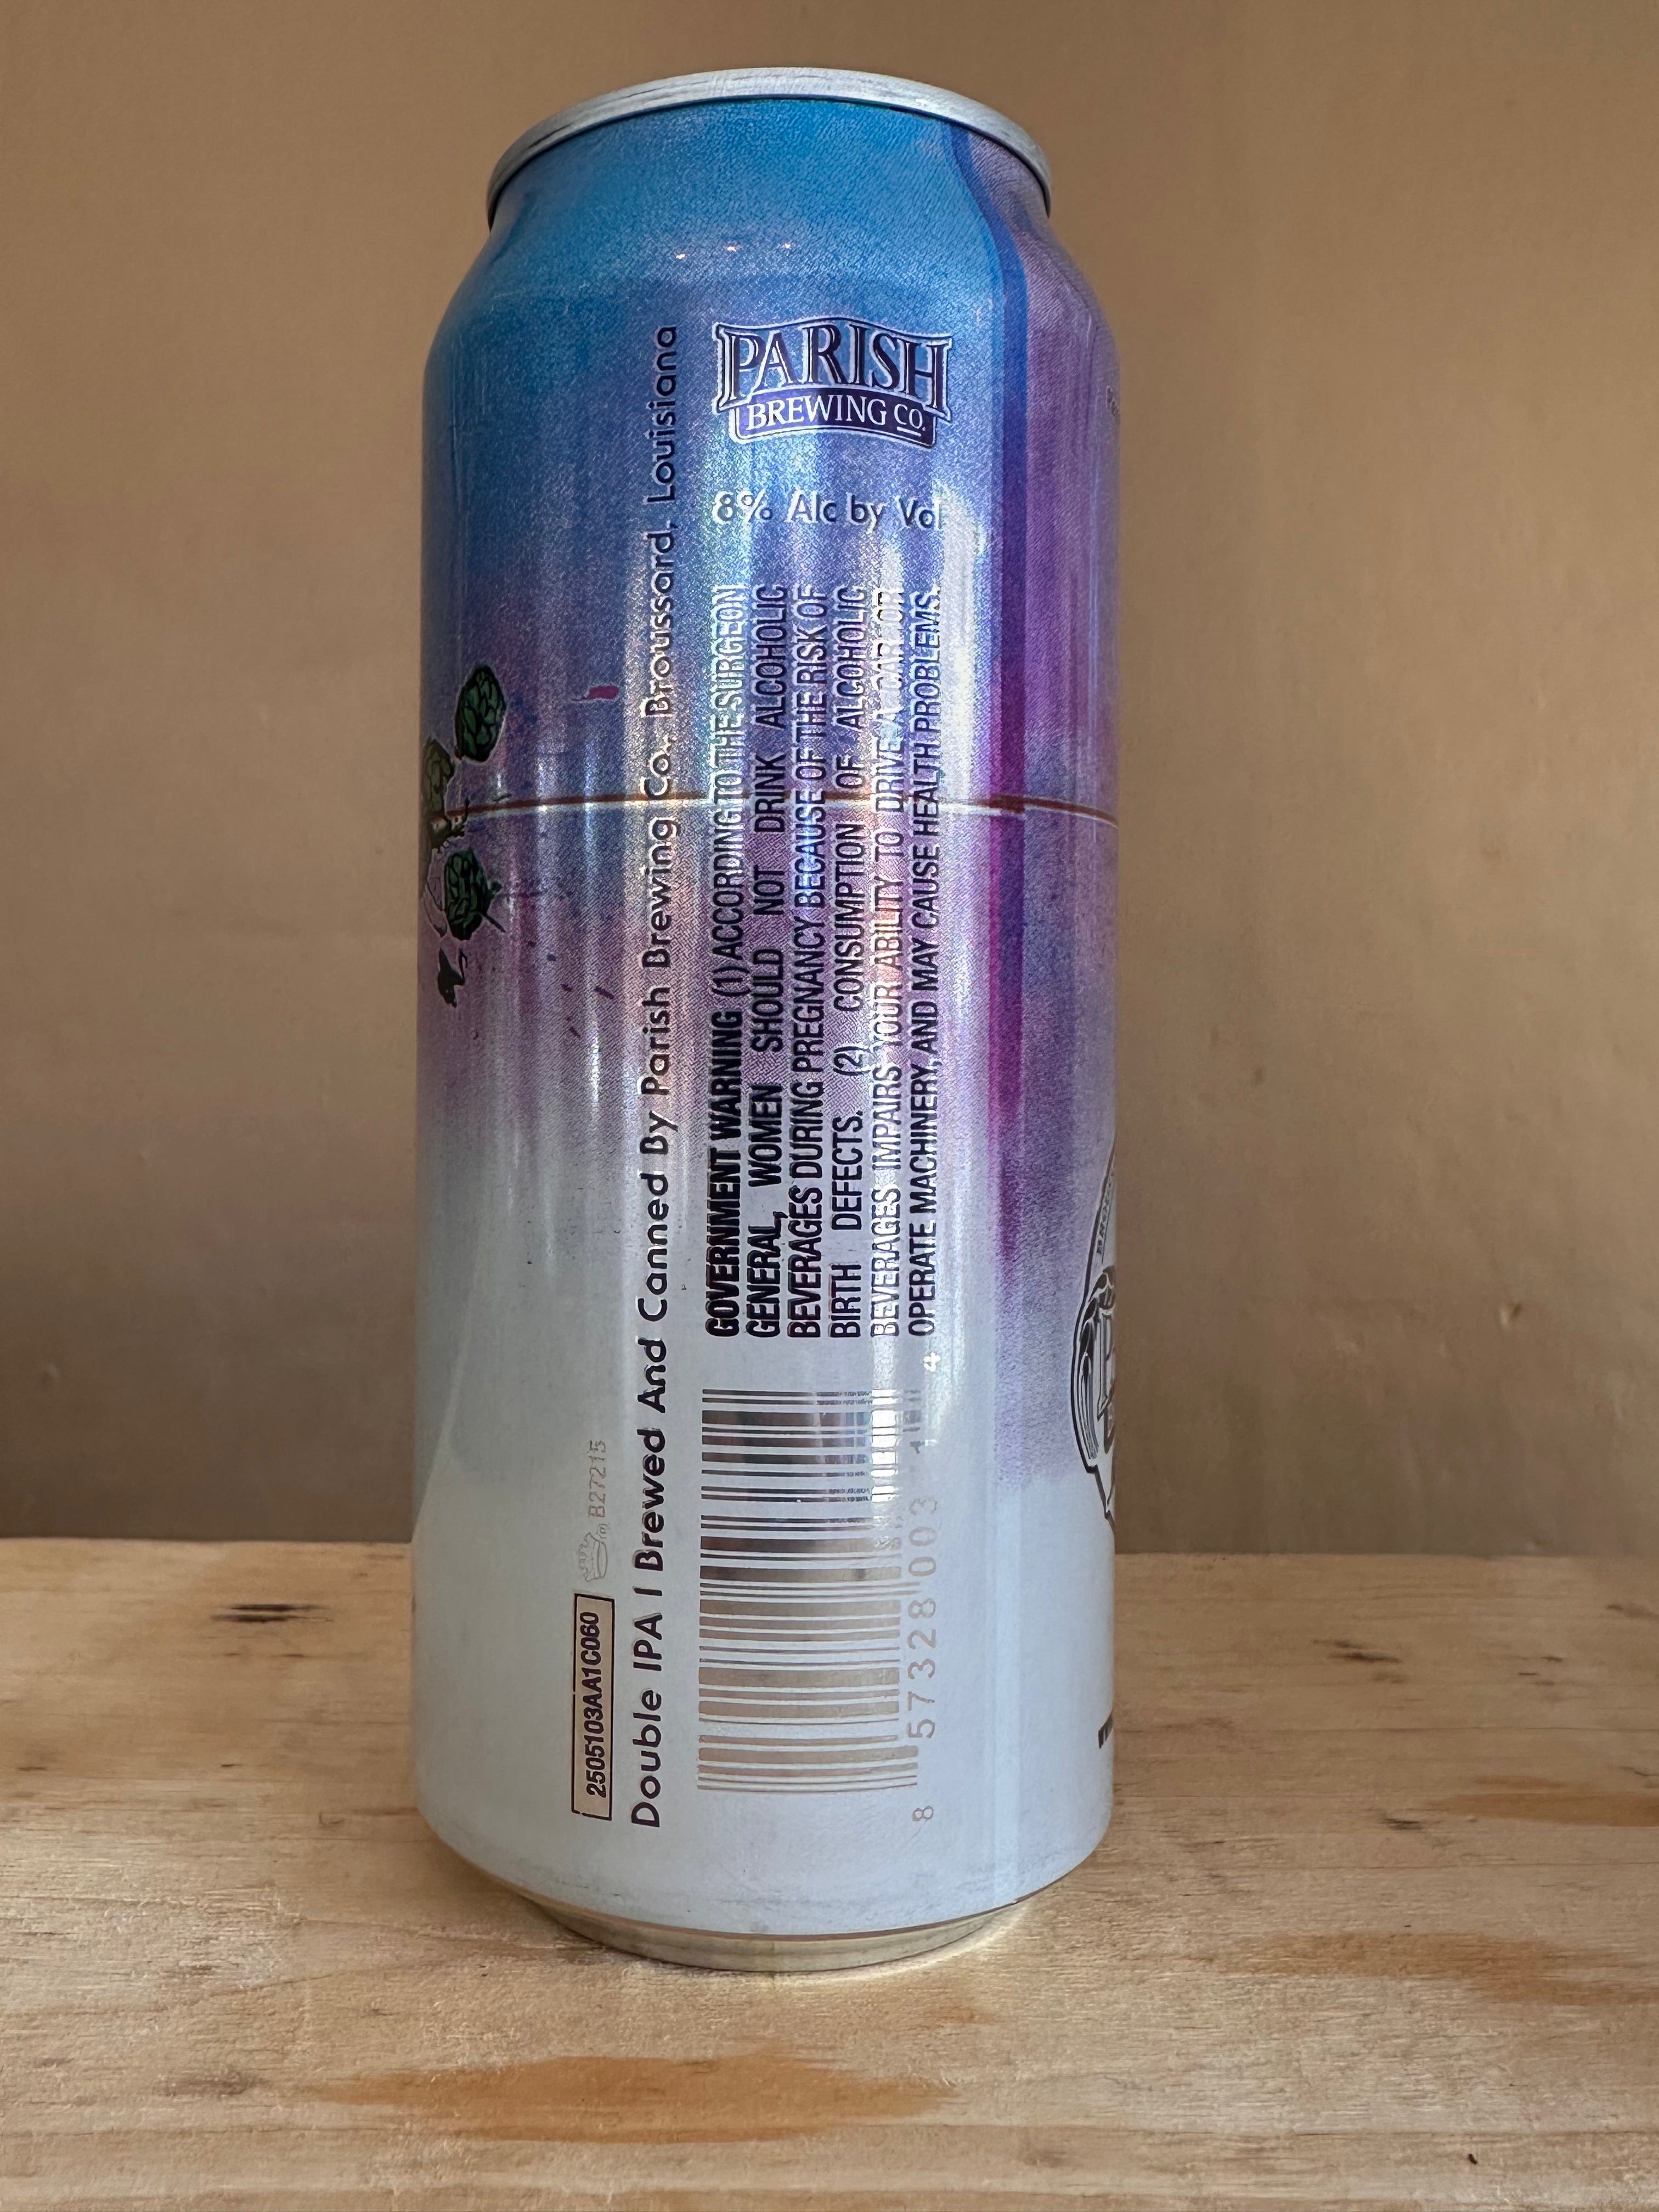 PARISH
BREWING CO.
8% Alc by Vol
Double IPA | Brewed And Canned By Parish Brewing Co., Broussard, Louisiana
GOVERNMENT WARNING (1) ACCORDING TO THE SURGEON
GENERAL, WOMEN SHOULD NOT DRINK ALCOHOLIC
BEVERAGES DURING PREGNANCY BECAUSE OF THE RISK OF
BIRTH DEFECTS. (2) CONSUMPTION OF ALCOHOLIC
BEVERAGES IMPAIRS YOUR ABILITY TO DRIVE A CAR OR
OPERATE MACHINERY, AND MAY CAUSE HEALTH PROBLEMS.
2505103AA1C060
B27215